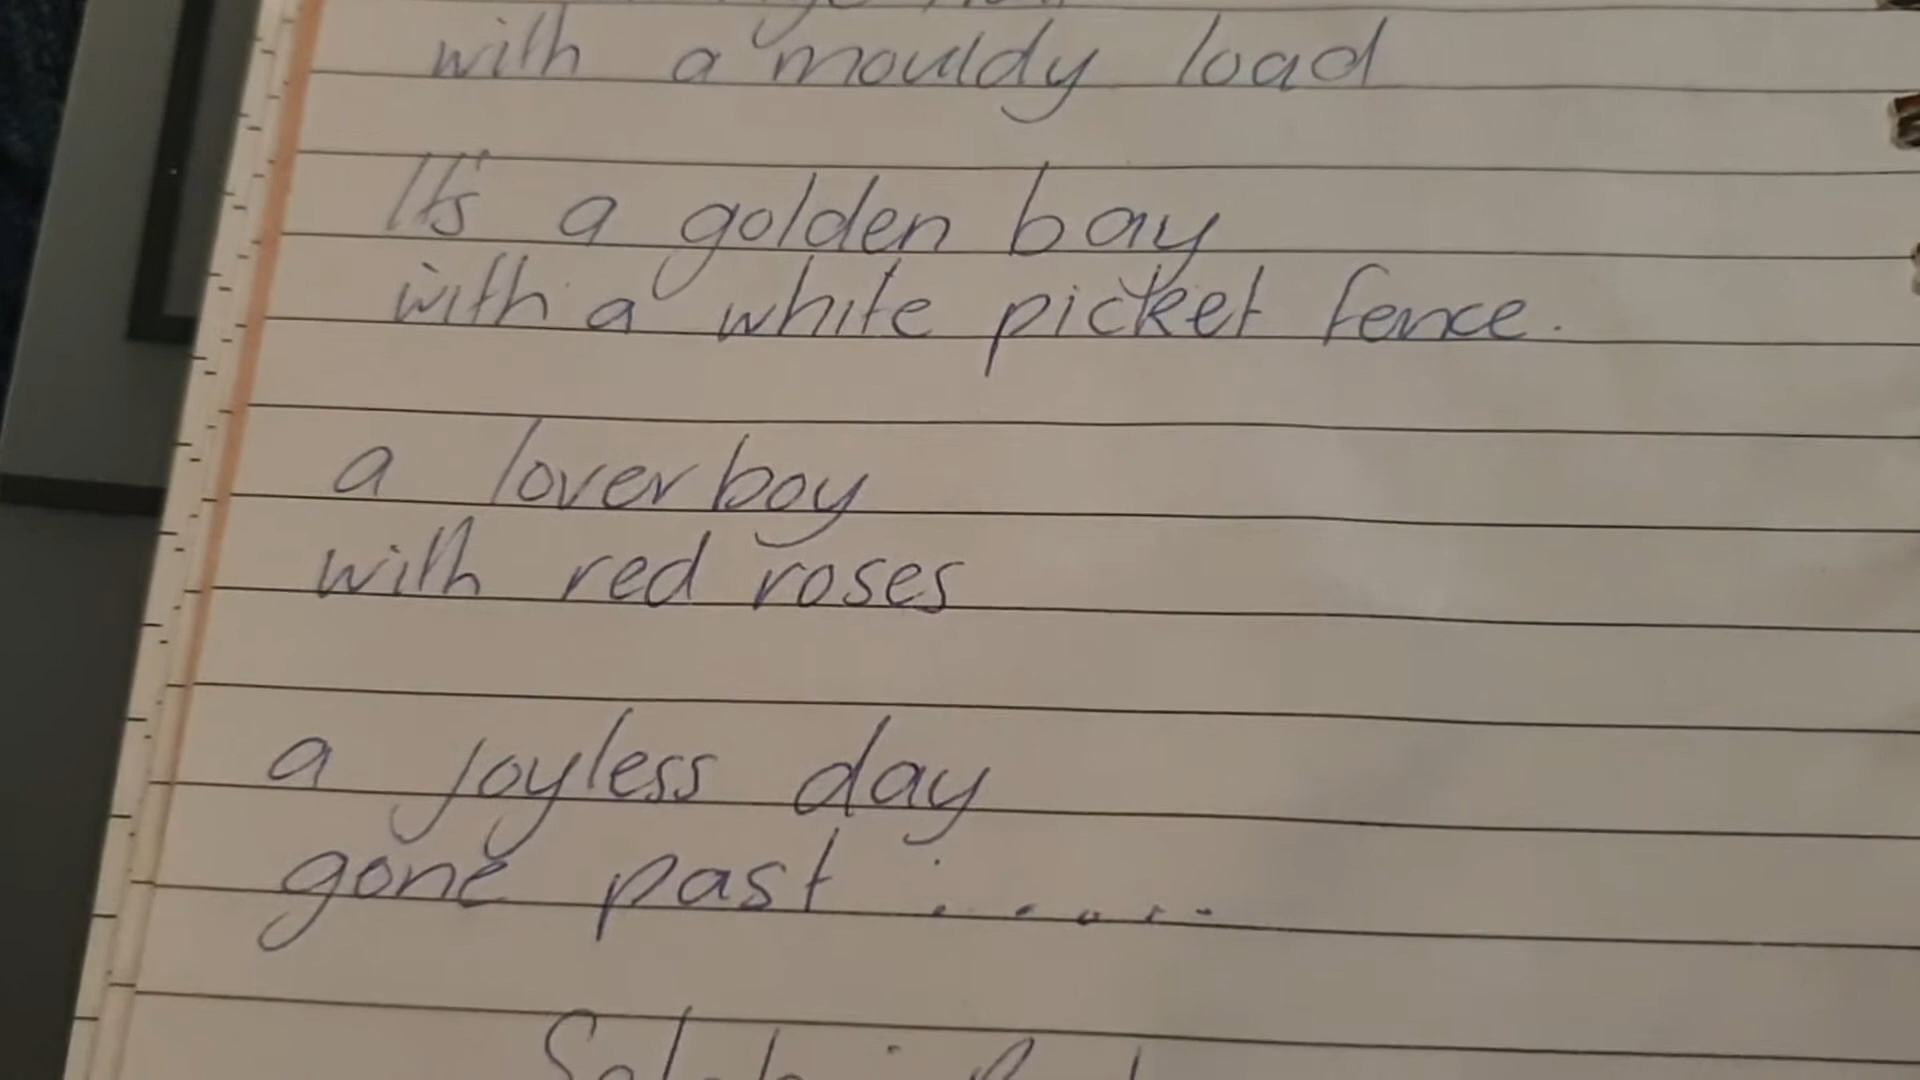 with a mouldy load
It's a golden bay
with a white picket fence.
a lover boy
with red roses
a joyless day
gone past ......